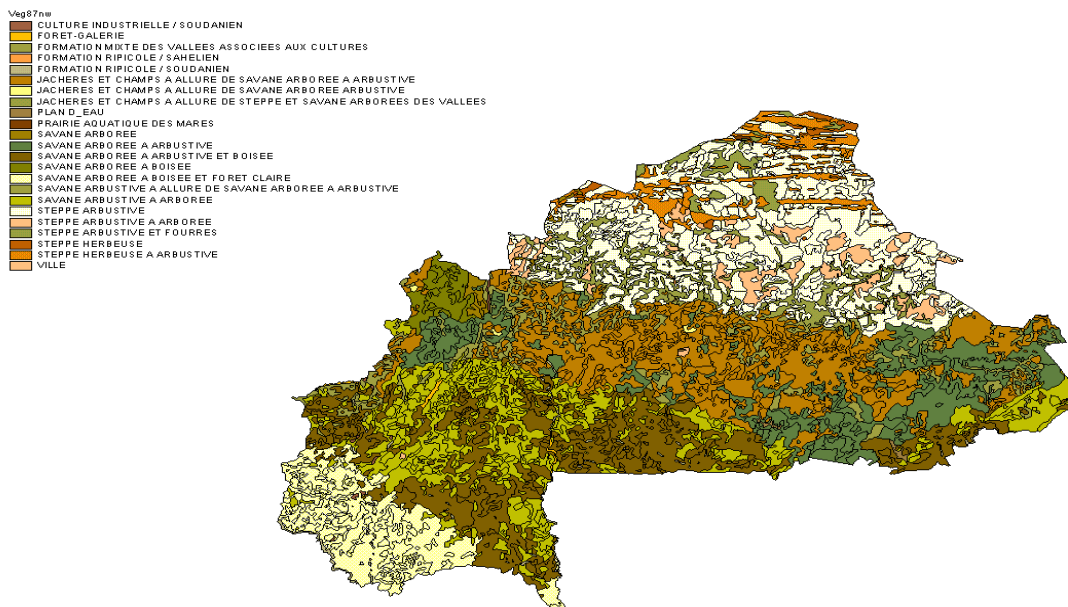 Veg87nw
CULTURE INDUSTRIELLE / SOUDANIEN
FORET-GALERIE
FORMATION MIXTE DES VALLEES ASSOCIEES AUX CULTURES
FORMATION RIPICOLE / SAHELIEN
FORMATION RIPICOLE / SOUDANIEN
JACHERES ET CHAMPS A ALLURE DE SAVANE ARBOREE A ARBUSTIVE
JACHERES ET CHAMPS A ALLURE DE SAVANE ARBOREE ARBUSTIVE
JACHERES ET CHAMPS A ALLURE DE STEPPE ET SAVANE ARBOREES DES VALLEES
PLAN D_EAU
PRAIRIE AQUATIQUE DES MARES
SAVANE ARBOREE
SAVANE ARBOREE A ARBUSTIVE
SAVANE ARBOREE A ARBUSTIVE ET BOISEE
SAVANE ARBOREE A BOISEE
SAVANE ARBOREE A BOISEE ET FORET CLAIRE
SAVANE ARBUSTIVE A ALLURE DE SAVANE ARBOREE A ARBUSTIVE
SAVANE ARBUSTIVE A ARBOREE
STEPPE ARBUSTIVE
STEPPE ARBUSTIVE A ARBOREE
STEPPE ARBUSTIVE ET FOURRES
STEPPE HERBEUSE
STEPPE HERBEUSE A ARBUSTIVE
VILLE